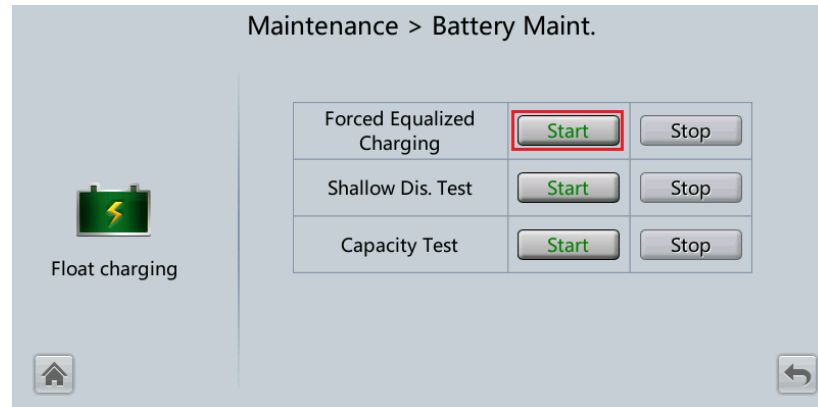 Maintenance > Battery Maint.
Forced Equalized
Charging
Start
Stop
Shallow Dis. Test
Start
Stop
Capacity Test
Start
Stop
Float charging